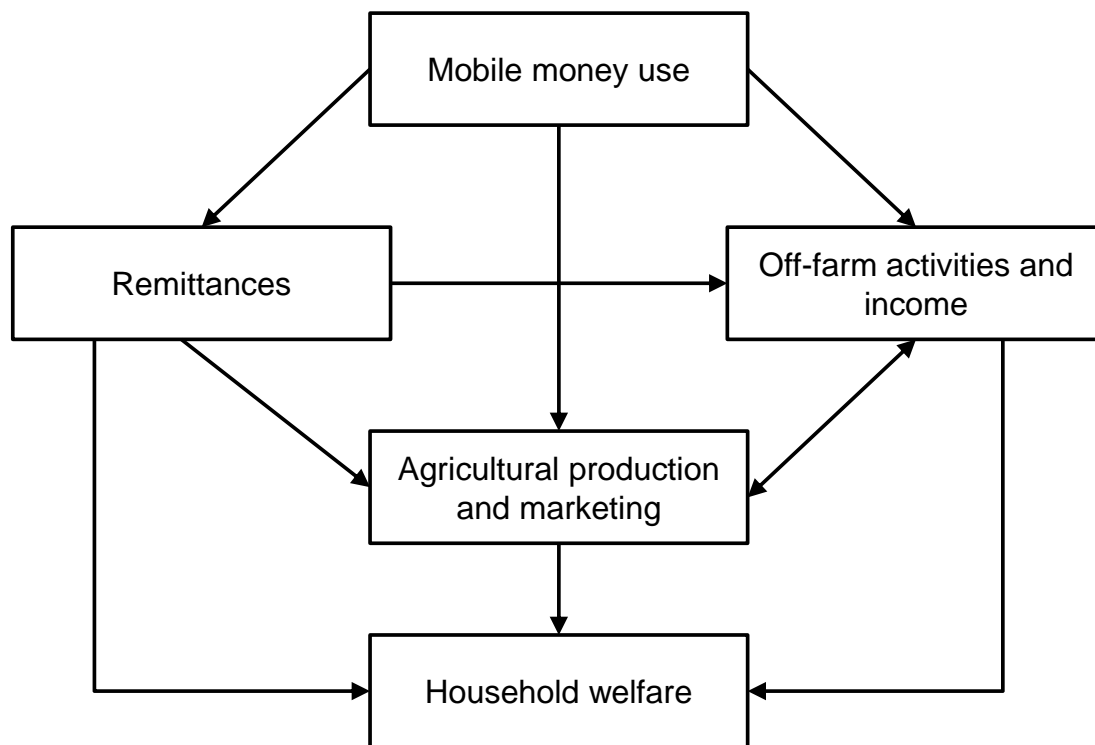 Mobile money use
Remittances
Off-farm activities and
income
Agricultural production
and marketing
Household welfare